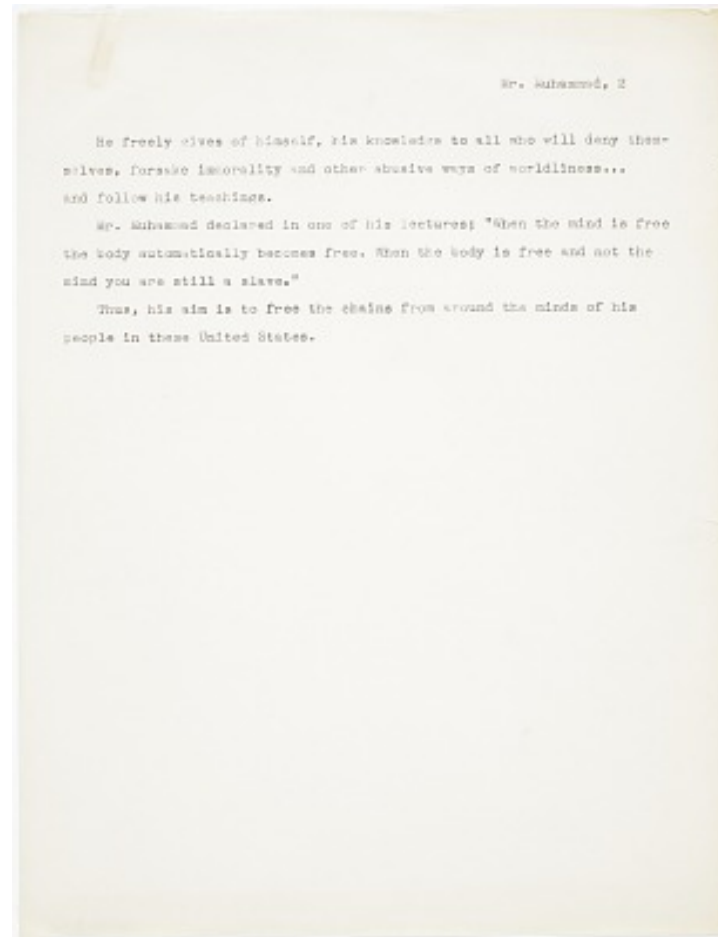 Mr. Muhammad, 2
He freely gives of himself, his knowledge to all who will deny them-
selves, forsake immorality and other abusive ways of worldliness...
and follow his teachings.
Mr. Muhammad declared in one of his lectures; "When the mind is free
the body automatically becomes free. When the body is free and not the
mind you are still a slave."
Thus, his aim is to free the chains from around the minds of his
people in these United States.